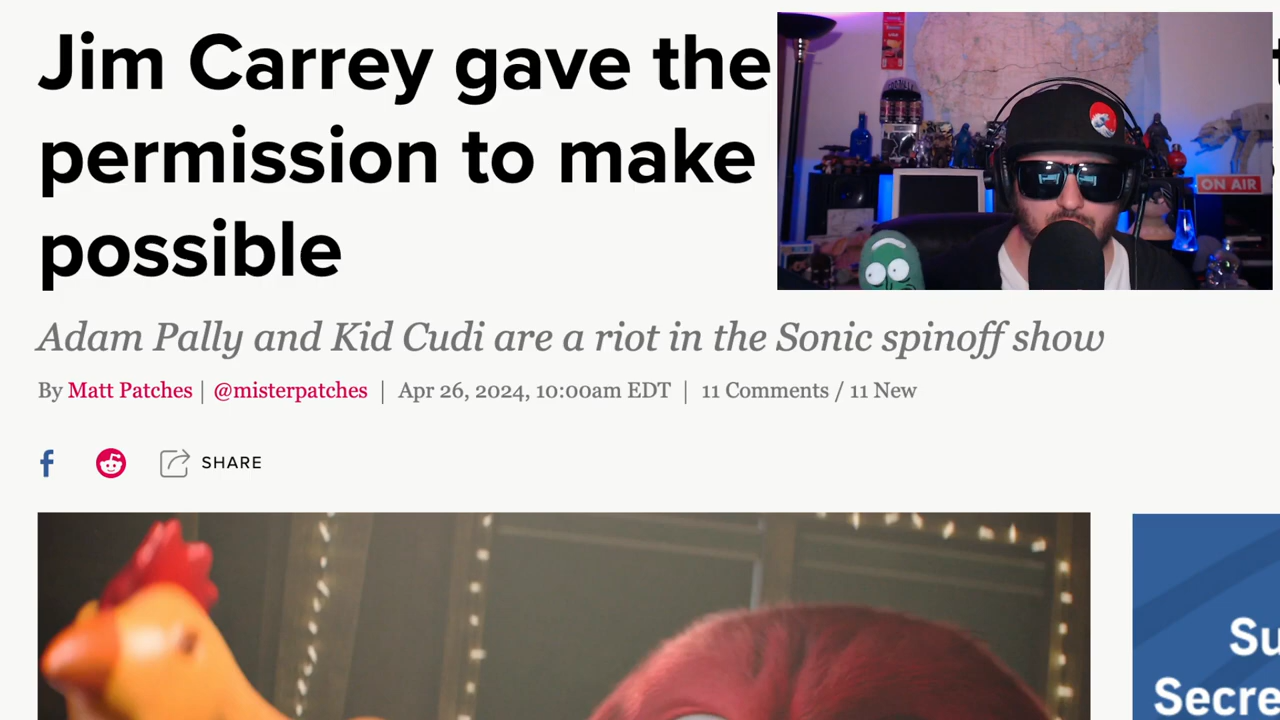 Jim Carrey gave the
permission to make
possible
ON AIR
Adam Pally and Kid Cudi are a riot in the Sonic spinoff show
By Matt Patches | @misterpatches | Apr 26, 2024, 10:00am EDT | 11 Comments / 11 New
f SHARE
Su
Secre